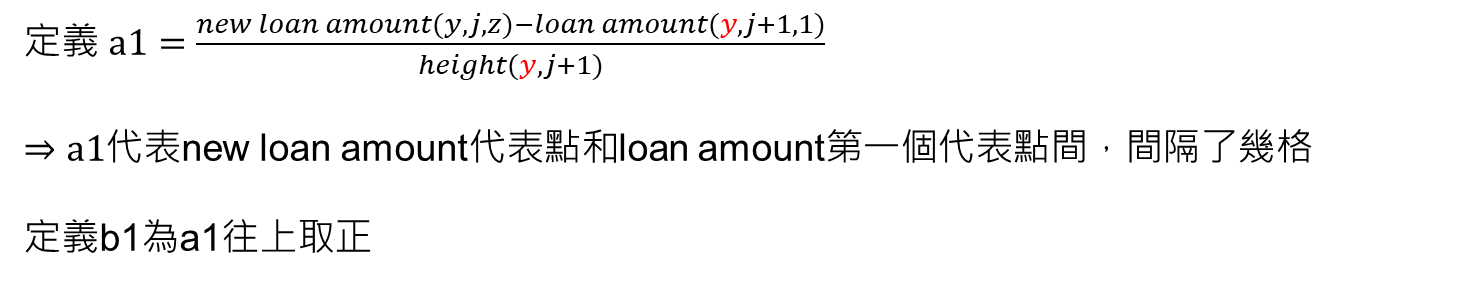 定義 a1 = \frac{new loan amount(y,j,z)−loan amount(y,j+1,1)}{height(y,j+1)}
⇒ a1代表new loan amount代表點和loan amount第一個代表點間，間隔了幾格
定義b1為a1往上取正